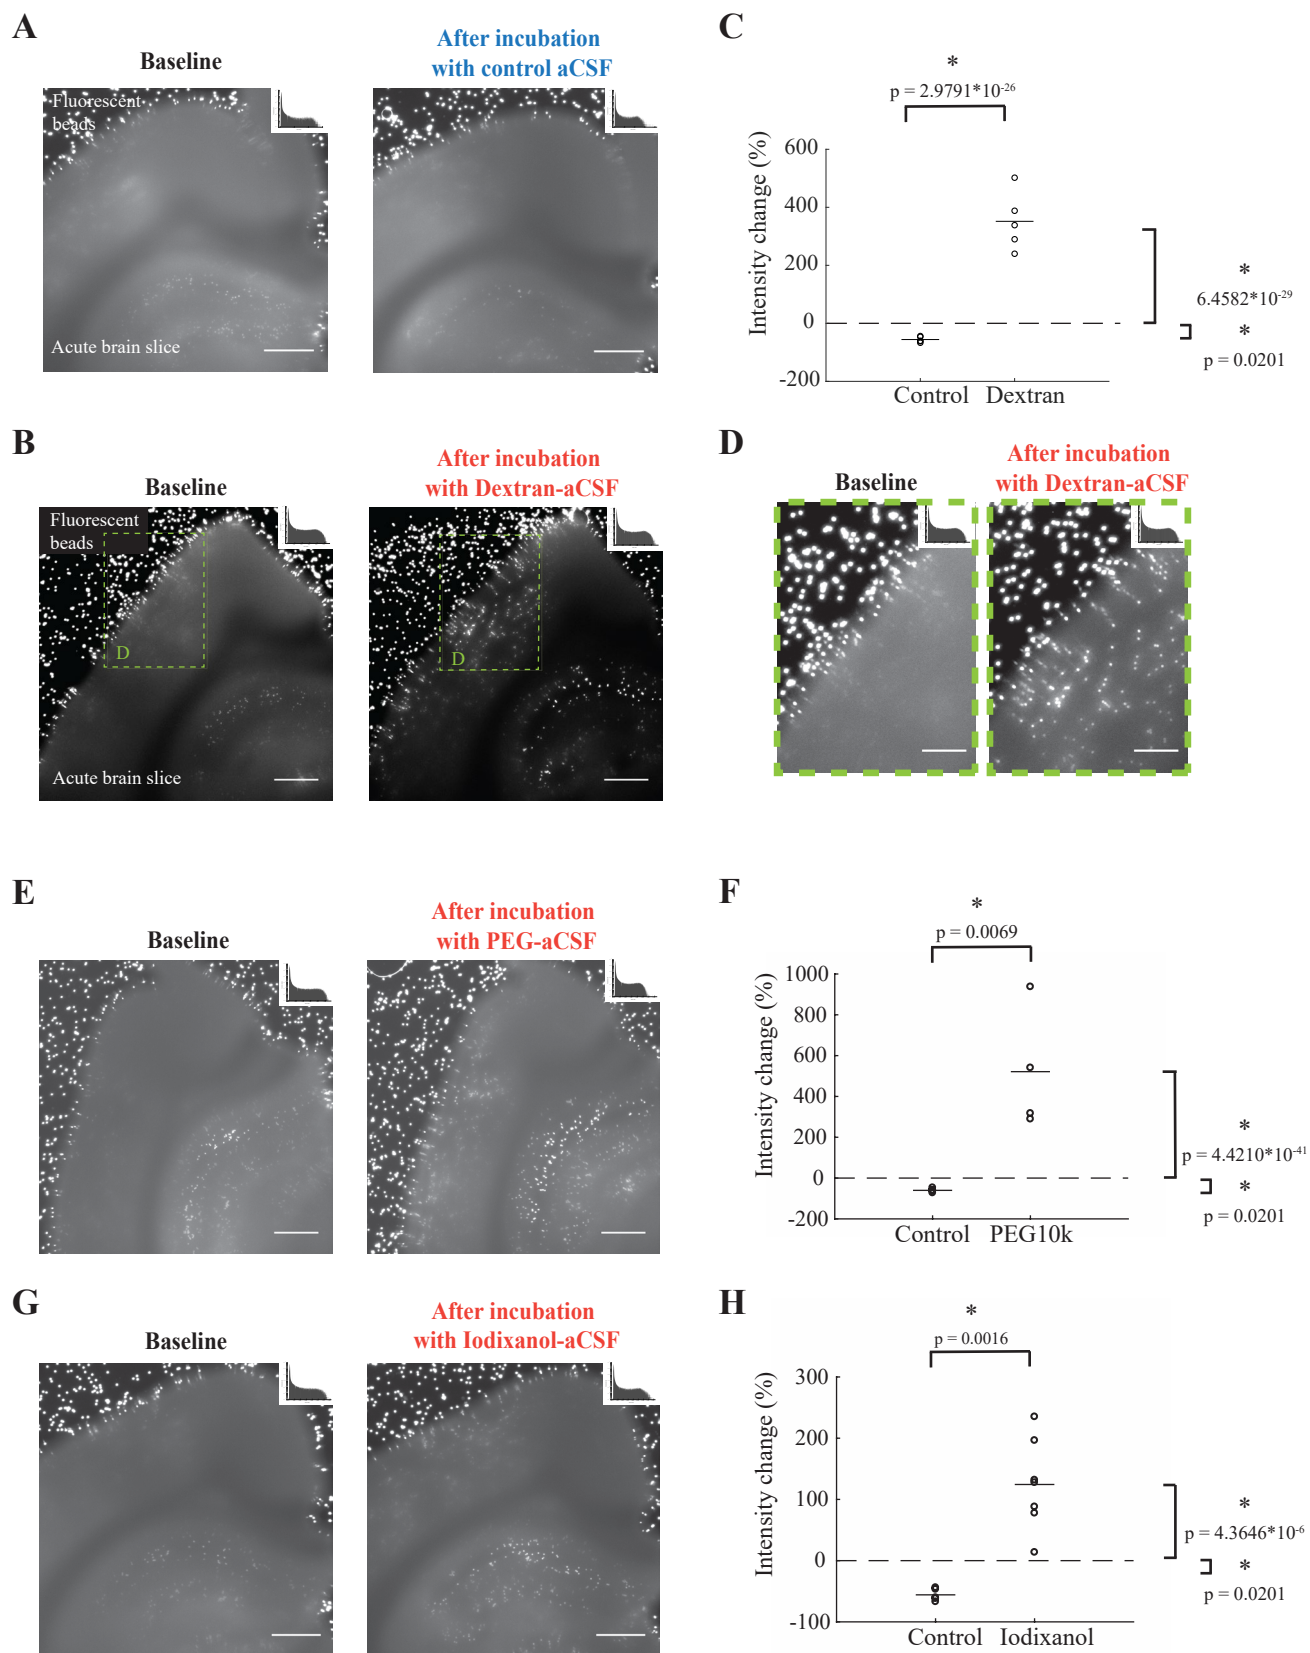 A
Baseline
After incubation
with control aCSF
Fluorescent
beads
Acute brain slice
C
*
p = 2.9791*10-26
Intensity change (%)
600
400
200
0
-200
Control Dextran
*
6.4582*10-29
*
p = 0.0201
B
Baseline
After incubation
with Dextran-aCSF
Fluorescent
beads
D
Acute brain slice
D
D
Baseline
After incubation
with Dextran-aCSF
E
Baseline
After incubation
with PEG-aCSF
F
*
p = 0.0069
Intensity change (%)
1000
800
600
400
200
0
-200
Control PEG10k
*
p = 4.4210*10-41
*
p = 0.0201
G
Baseline
After incubation
with Iodixanol-aCSF
H
*
p = 0.0016
Intensity change (%)
300
200
100
0
-100
Control Iodixanol
*
p = 4.3646*10-6
*
p = 0.0201